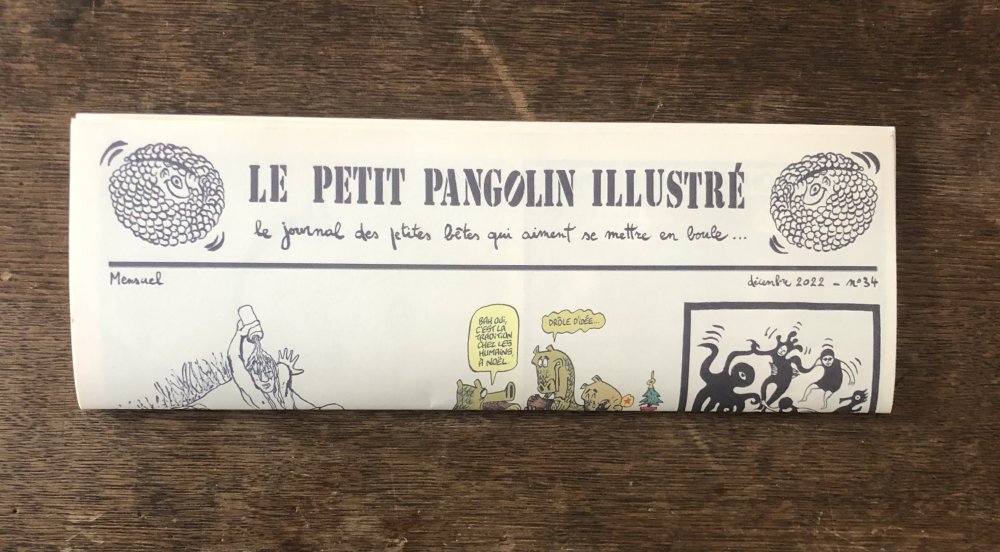 LE PETIT PANGOLIN ILLUSTRÉ
le journal des petites bêtes qui aiment se mettre en boule...
Mensuel
décembre 2022 - n°34
BAH OUI,
C'EST LA
TRADITION
CHEZ LES
HUMAINS,
À NOËL.
DRÔLE D'IDÉE...